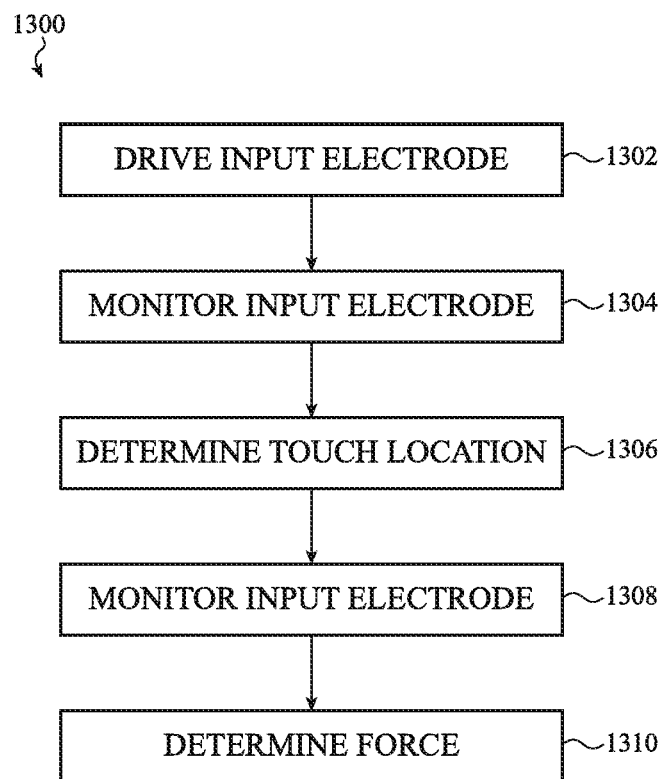 1300
DRIVE INPUT ELECTRODE 1302
MONITOR INPUT ELECTRODE 1304
DETERMINE TOUCH LOCATION 1306
MONITOR INPUT ELECTRODE 1308
DETERMINE FORCE 1310